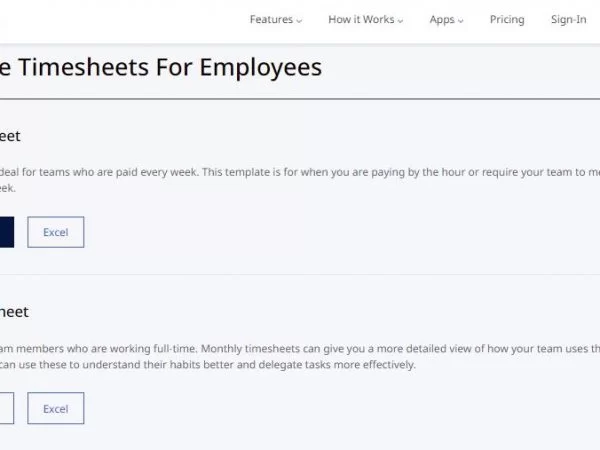 Features How it Works Apps Pricing Sign-In
e Timesheets For Employees
eet
deal for teams who are paid every week. This template is for when you are paying by the hour or require your team to me
eek.
Excel
heet
am members who are working full-time. Monthly timesheets can give you a more detailed view of how your team uses th
can use these to understand their habits better and delegate tasks more effectively.
Excel